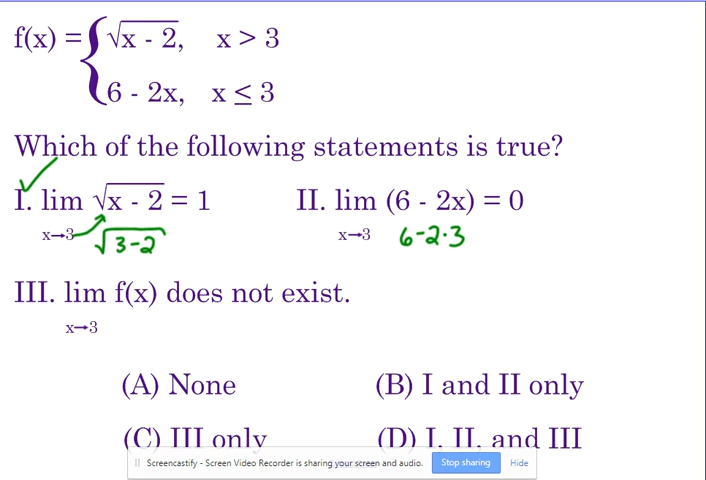 f(x) = { √x - 2, x > 3
6 - 2x, x ≤ 3
Which of the following statements is true?
I. lim √x - 2 = 1 II. lim (6 - 2x) = 0
x→3 √3-2 x→3 6-2·3
III. lim f(x) does not exist.
x→3
(A) None (B) I and II only
(C) III only (D) I, II, and III
Screencastify - Screen Video Recorder is sharing your screen and audio. Stop sharing Hide